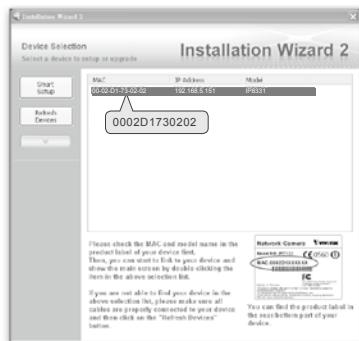 Installation Wizard 2
Device Selection
Select a device to setup or upgrade
Installation Wizard 2
Smart
Setup
Refresh
Devices
MAC IP Address Model
00-02-D1-73-02-02 192.168.5.151 IP8331
0002D1730202
Please check the MAC and model name in the
product label of your device first.
Then, you can start to link to your device and
show the main screen by double clicking the
item in the above selection list.
If you are not able to find your device in the
above selection list, please make sure all
cables are properly connected to your device
and then click on the "Refresh Devices"
button.
Network Camera VIVOTEK
0560
FC
You can find the product label in
the rear/bottom part of your
device.